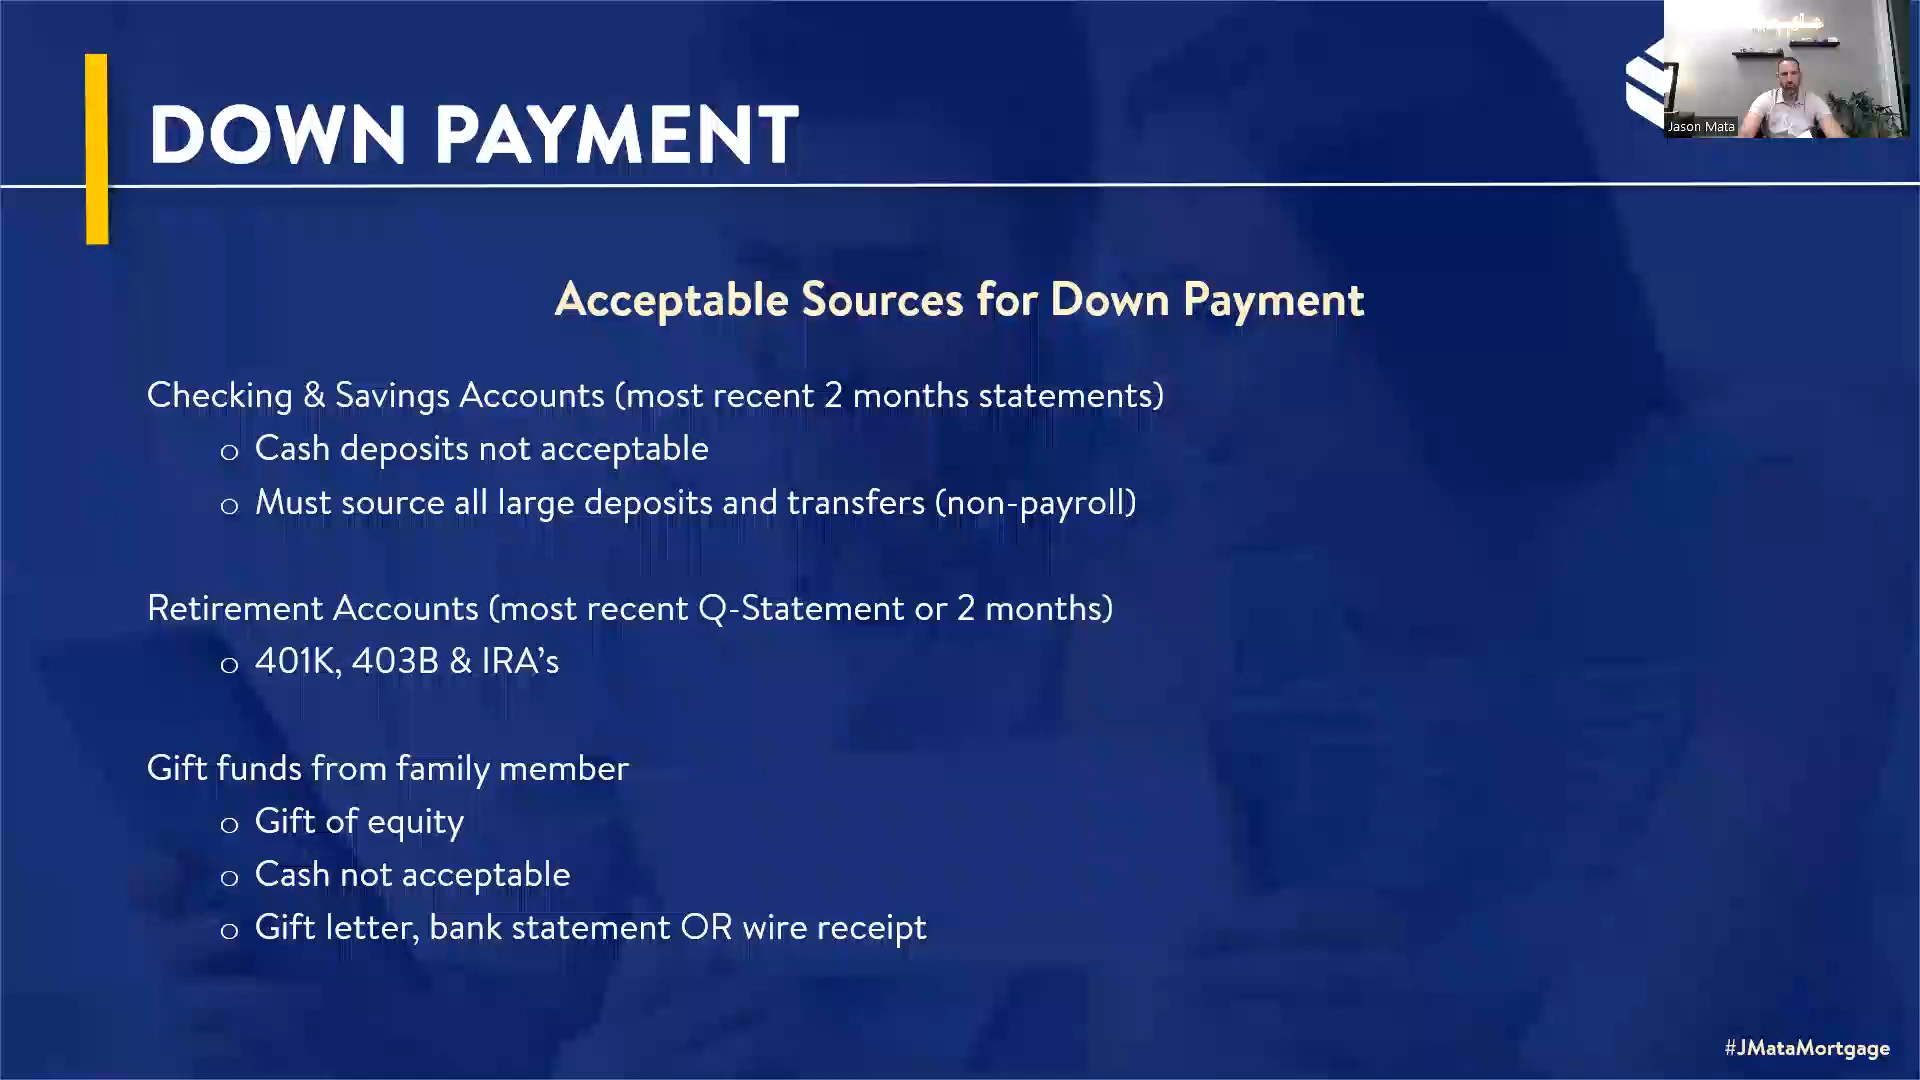 DOWN PAYMENT
Jason Mata
Acceptable Sources for Down Payment
Checking & Savings Accounts (most recent 2 months statements)
o Cash deposits not acceptable
o Must source all large deposits and transfers (non-payroll)
Retirement Accounts (most recent Q-Statement or 2 months)
o 401K, 403B & IRA's
Gift funds from family member
o Gift of equity
o Cash not acceptable
o Gift letter, bank statement OR wire receipt
#JMataMortgage